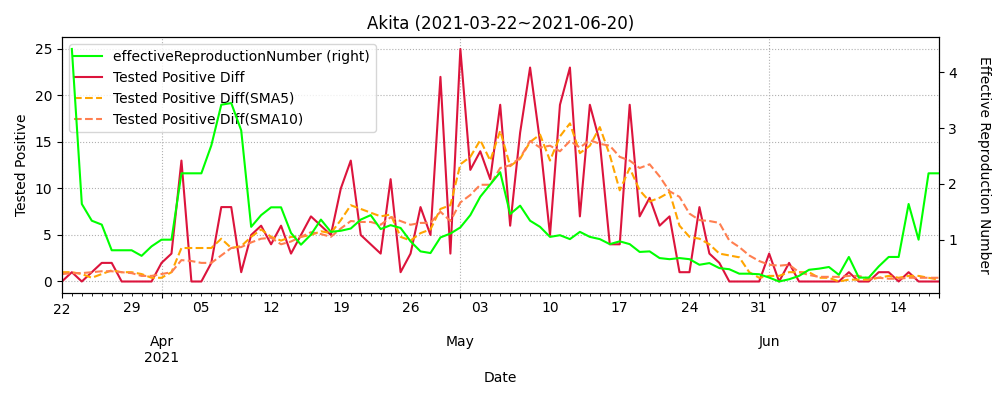 Akita (2021-03-22~2021-06-20)
effectiveReproductionNumber (right)
Tested Positive Diff
Tested Positive Diff(SMA5)
Tested Positive Diff(SMA10)
25
20
15
10
5
0
Tested Positive
4
3
2
1
Effective Reproduction Number
22 29 05 12 19 26 03 10 17 24 31 07 14
Apr May Jun
2021
Date